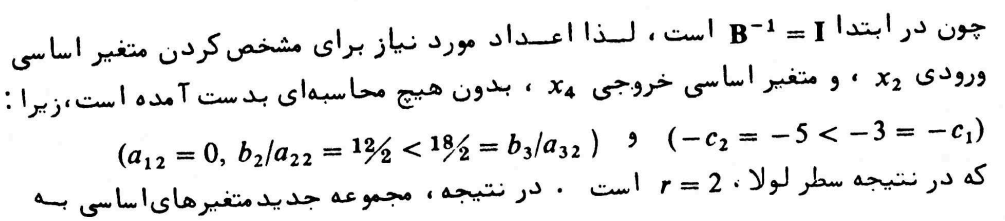 چون در ابتدا B⁻¹ = I است، لـذا اعـداد مورد نیاز برای مشخص کردن متغیر اساسی
ورودی x₂ ، و متغیر اساسی خروجی x₄ ، بدون هیچ محاسبه‌ای بدست آمده است،زیرا :
(−c₂ = −5 < −3 = −c₁) و (a₁₂ = 0, b₂/a₂₂ = 12/2 < 18/2 = b₃/a₃₂)
که در نتیجه سطر لولا، r = 2 است . در نتیجه، مجموعه جدید متغیرهای اساسی بـه